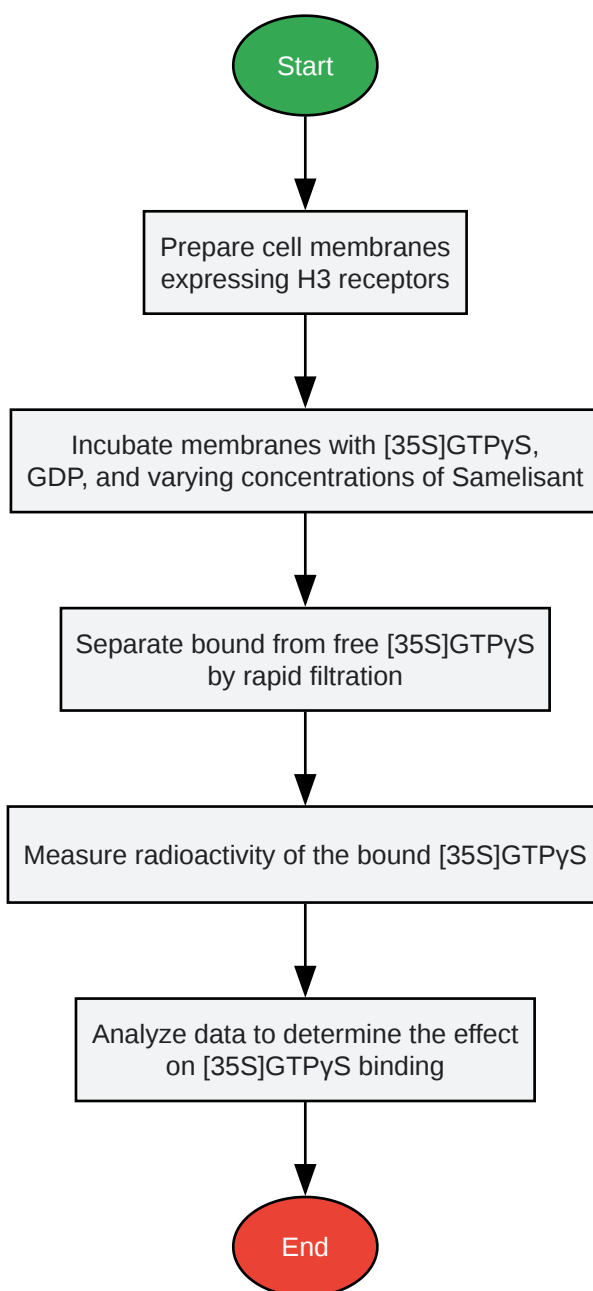 Start
Prepare cell membranes
expressing H3 receptors
Incubate membranes with [35S]GTPγS,
GDP, and varying concentrations of Samelisant
Separate bound from free [35S]GTPγS
by rapid filtration
Measure radioactivity of the bound [35S]GTPγS
Analyze data to determine the effect
on [35S]GTPγS binding
End